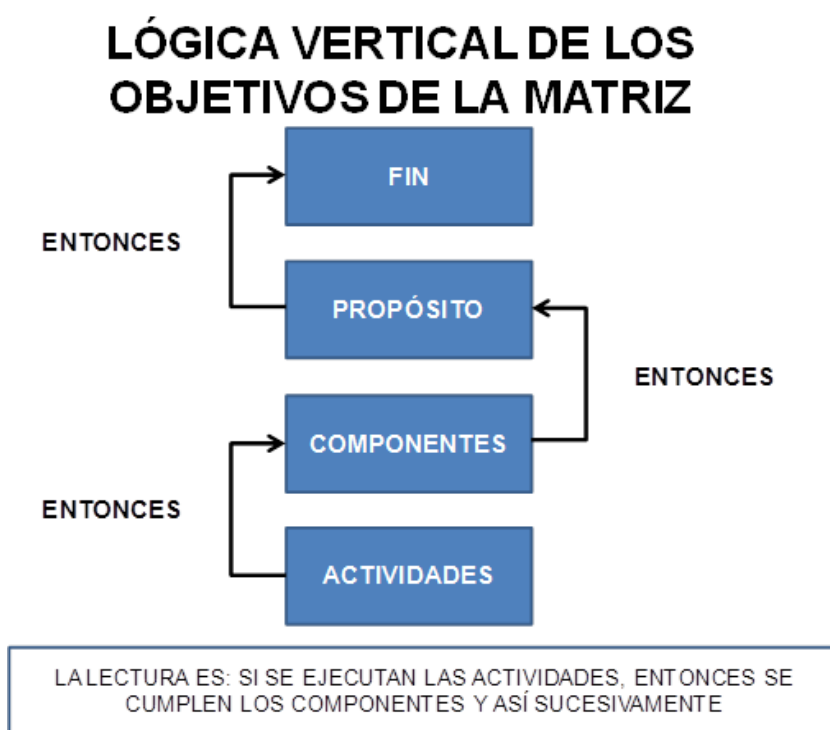 LÓGICA VERTICAL DE LOS
OBJETIVOS DE LA MATRIZ
FIN
ENTONCES
PROPÓSITO
ENTONCES
COMPONENTES
ENTONCES
ACTIVIDADES
LA LECTURA ES: SI SE EJECUTAN LAS ACTIVIDADES, ENTONCES SE
CUMPLEN LOS COMPONENTES Y ASÍ SUCESIVAMENTE